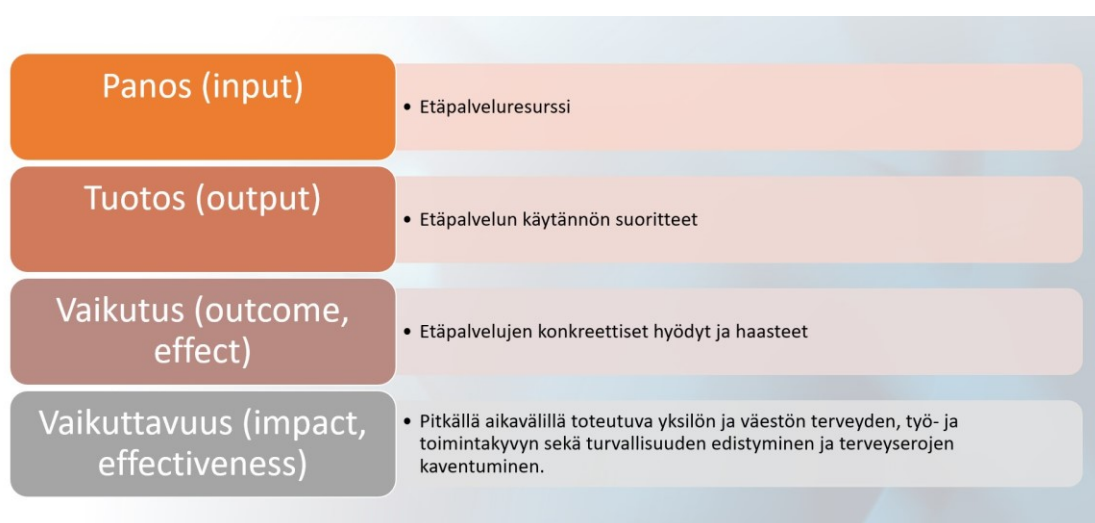 Panos (input)
• Etäpalveluresurssi
Tuotos (output)
• Etäpalvelun käytännön suoritteet
Vaikutus (outcome,
effect)
• Etäpalvelujen konkreettiset hyödyt ja haasteet
Vaikuttavuus (impact,
effectiveness)
• Pitkällä aikavälillä toteutuva yksilön ja väestön terveyden, työ- ja
toimintakyvyn sekä turvallisuuden edistyminen ja terveyserojen
kaventuminen.